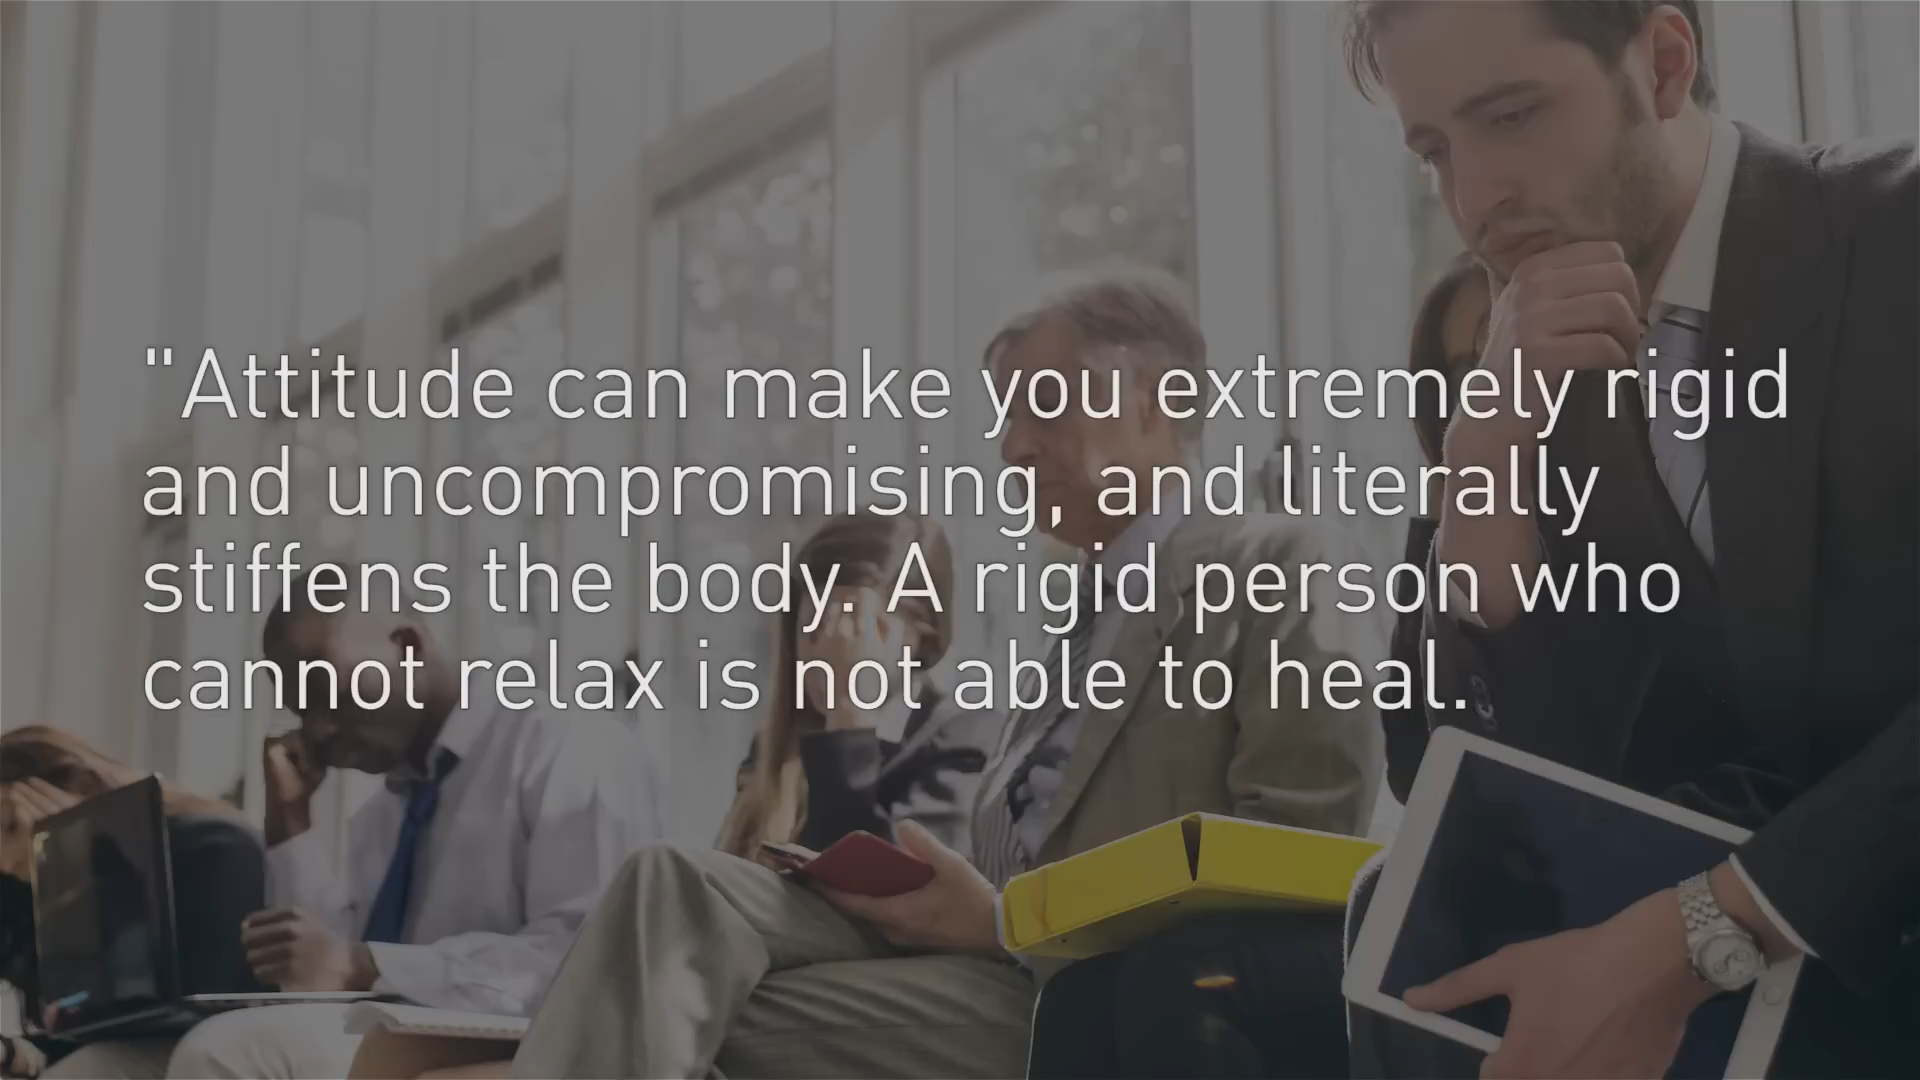 "Attitude can make you extremely rigid
and uncompromising, and literally
stiffens the body. A rigid person who
cannot relax is not able to heal.